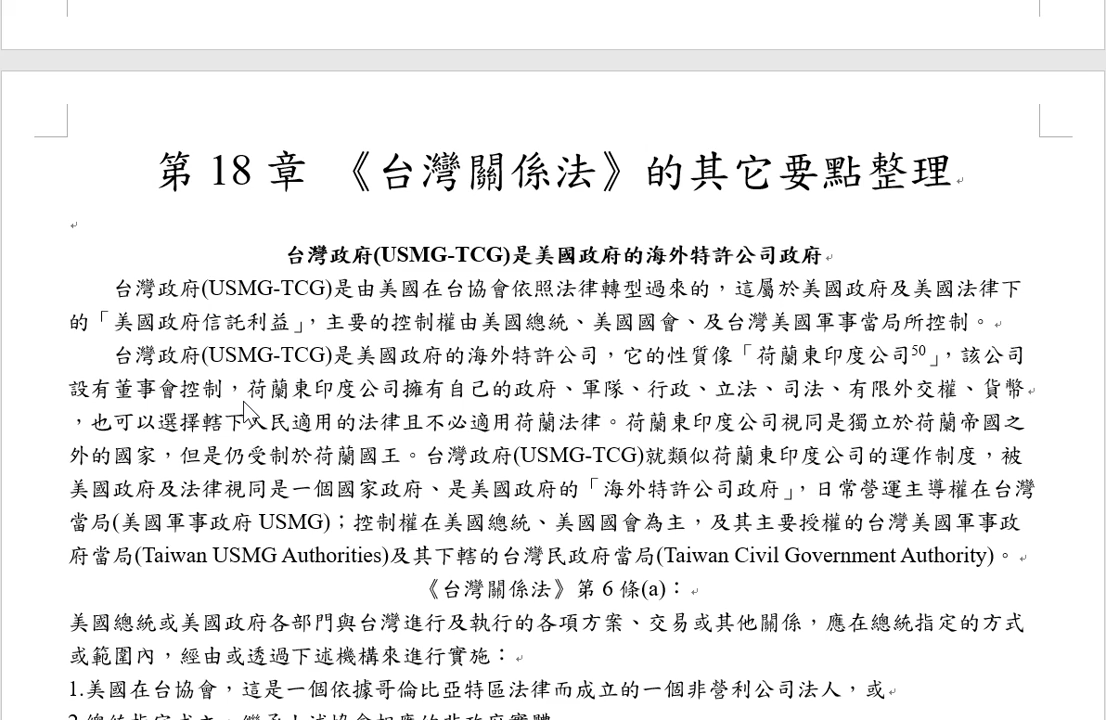 第 18 章 《台灣關係法》的其它要點整理
台灣政府(USMG-TCG)是美國政府的海外特許公司政府
台灣政府(USMG-TCG)是由美國在台協會依照法律轉型過來的，這屬於美國政府及美國法律下
的「美國政府信託利益」，主要的控制權由美國總統、美國國會、及台灣美國軍事當局所控制。
台灣政府(USMG-TCG)是美國政府的海外特許公司，它的性質像「荷蘭東印度公司50」，該公司
設有董事會控制，荷蘭東印度公司擁有自己的政府、軍隊、行政、立法、司法、有限外交權、貨幣
，也可以選擇轄下人民適用的法律且不必適用荷蘭法律。荷蘭東印度公司視同是獨立於荷蘭帝國之
外的國家，但是仍受制於荷蘭國王。台灣政府(USMG-TCG)就類似荷蘭東印度公司的運作制度，被
美國政府及法律視同是一個國家政府、是美國政府的「海外特許公司政府」，日常營運主導權在台灣
當局(美國軍事政府 USMG)；控制權在美國總統、美國國會為主，及其主要授權的台灣美國軍事政
府當局(Taiwan USMG Authorities)及其下轄的台灣民政府當局(Taiwan Civil Government Authority)。
《台灣關係法》第 6 條(a)：
美國總統或美國政府各部門與台灣進行及執行的各項方案、交易或其他關係，應在總統指定的方式
或範圍內，經由或透過下述機構來進行實施：
1.美國在台協會，這是一個依據哥倫比亞特區法律而成立的一個非營利公司法人，或